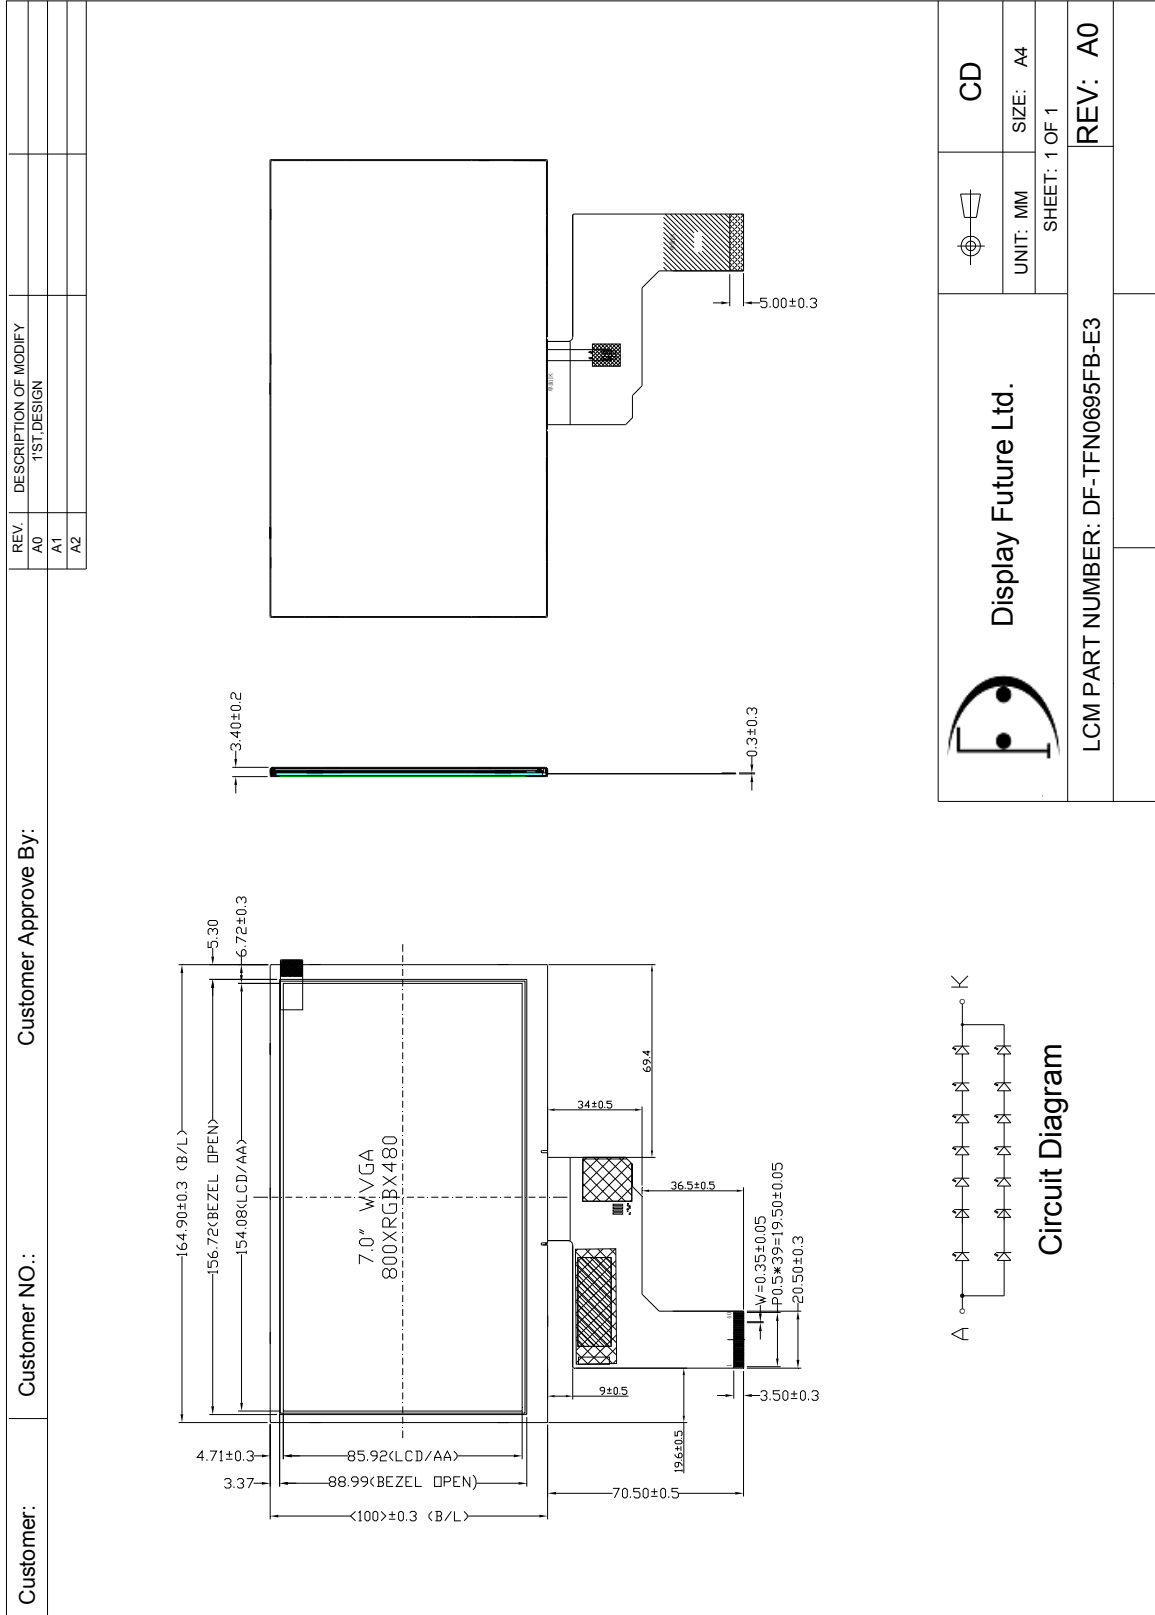 Customer:
Customer NO.:
Customer Approve By:
REV.
DESCRIPTION OF MODIFY
A0
1'ST,DESIGN
A1
A2
164.90±0.3 (B/L)
156.72(BEZEL OPEN)
154.08(LCD/AA)
5.30
6.72±0.3
7.0" WVGA
800XRGBX480
4.71±0.3
85.92(LCD/AA)
3.37
88.99(BEZEL OPEN)
(100)±0.3 (B/L)
70.50±0.5
19.6±0.5
9±0.5
34±0.5
69.4
36.5±0.5
W=0.35±0.05
P0.5*39=19.50±0.05
20.50±0.3
3.50±0.3
3.40±0.2
0.3±0.3
5.00±0.3
A
K
Circuit Diagram
Display Future Ltd.
CD
UNIT: MM
SIZE: A4
SHEET: 1 OF 1
LCM PART NUMBER: DF-TFN0695FB-E3
REV: A0